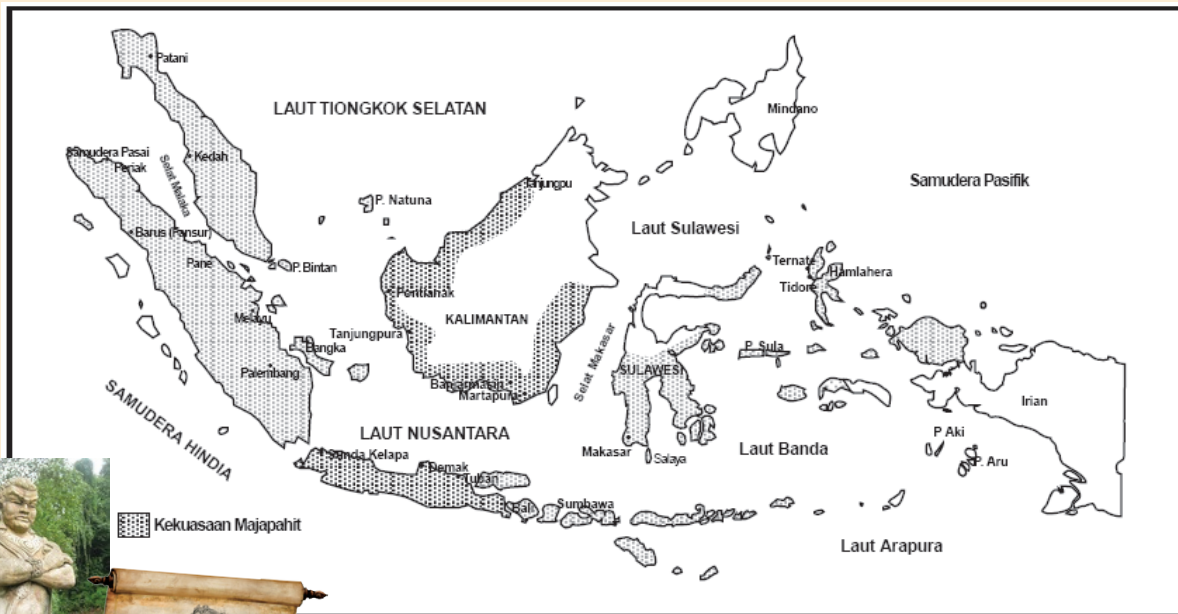 Patani
LAUT TIONGKOK SELATAN
Mindano
Samudera Pasai
Perlak
Selat Malaka
Kedah
Tanjungpu
Samudera Pasifik
P. Natuna
Barus (Fansur)
Laut Sulawesi
Pane
P. Bintan
Ternate
Hamlahera
Tidore
Pontianak
KALIMANTAN
Melayu
Tanjungpura
Selat Makasar
Bangka
P. Sula
Palembang
SULAWESI
Banjarmasin
Martapura
Irian
SAMUDERA HINDIA
LAUT NUSANTARA
P Aki
Makasar
Salaya
Laut Banda
Sunda Kelapa
Demak
P. Aru
Tuban
Bali
Sumbawa
Kekuasaan Majapahit
Laut Arapura